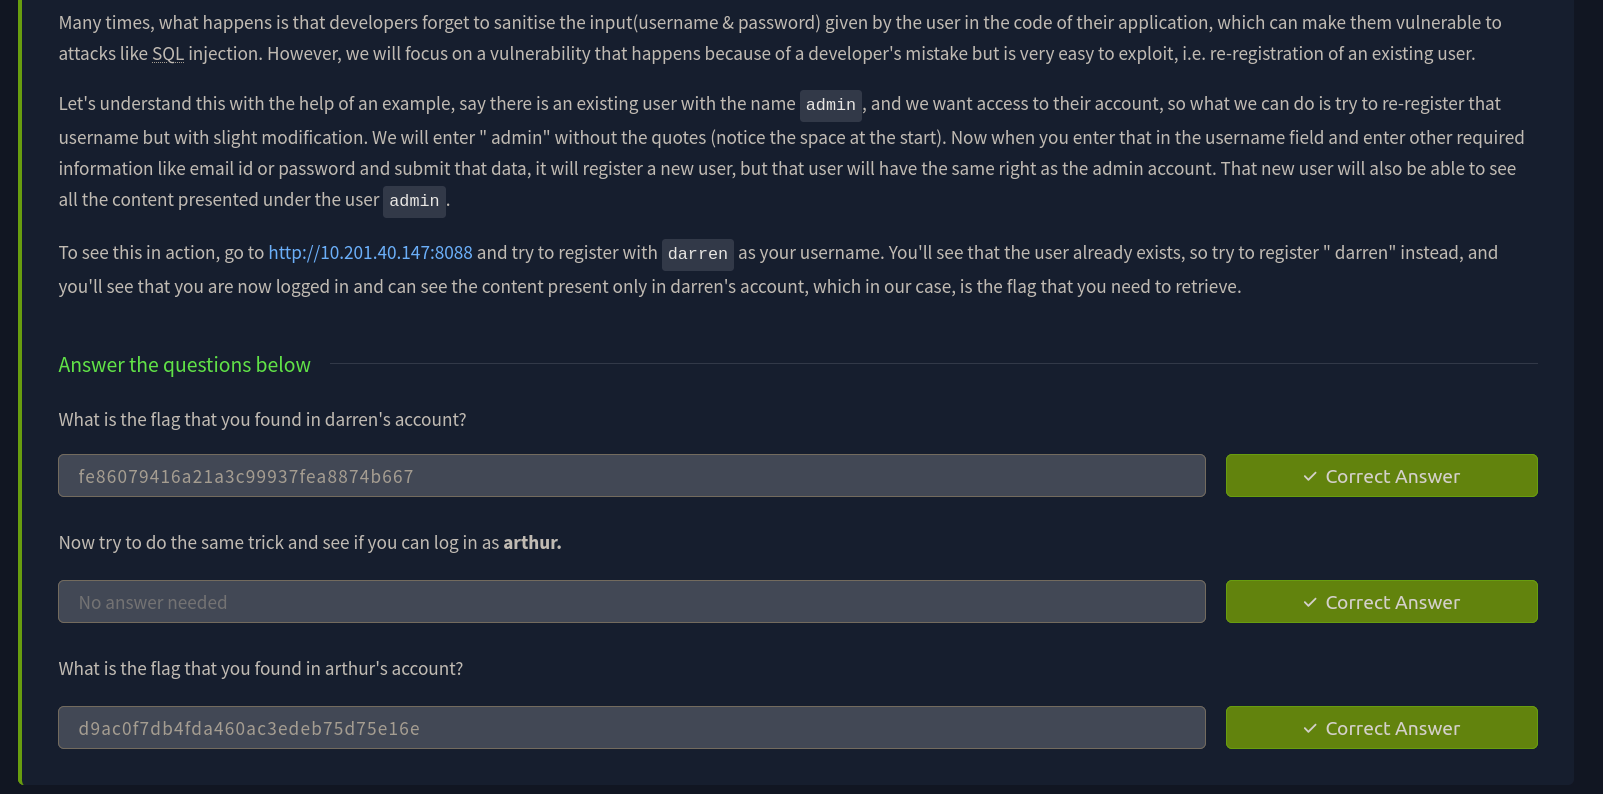 Many times, what happens is that developers forget to sanitise the input(username & password) given by the user in the code of their application, which can make them vulnerable to
attacks like SQL injection. However, we will focus on a vulnerability that happens because of a developer's mistake but is very easy to exploit, i.e. re-registration of an existing user.
Let's understand this with the help of an example, say there is an existing user with the name admin, and we want access to their account, so what we can do is try to re-register that
username but with slight modification. We will enter " admin" without the quotes (notice the space at the start). Now when you enter that in the username field and enter other required
information like email id or password and submit that data, it will register a new user, but that user will have the same right as the admin account. That new user will also be able to see
all the content presented under the user admin.
To see this in action, go to http://10.201.40.147:8088 and try to register with darren as your username. You'll see that the user already exists, so try to register " darren" instead, and
you'll see that you are now logged in and can see the content present only in darren's account, which in our case, is the flag that you need to retrieve.
Answer the questions below
What is the flag that you found in darren's account?
fe86079416a21a3c99937fea8874b667
✓ Correct Answer
Now try to do the same trick and see if you can log in as arthur.
No answer needed
✓ Correct Answer
What is the flag that you found in arthur's account?
d9ac0f7db4fda460ac3edeb75d75e16e
✓ Correct Answer